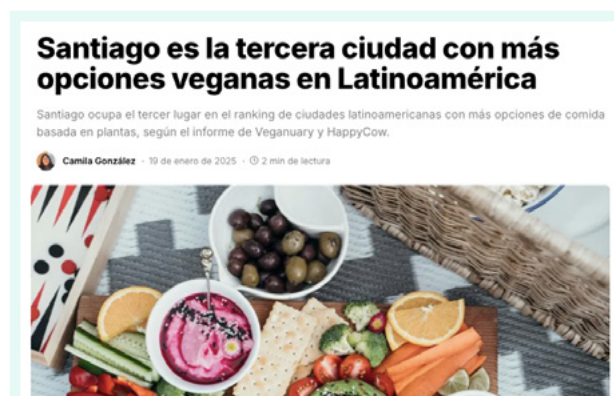 Santiago es la tercera ciudad con más
opciones veganas en Latinoamérica
Santiago ocupa el tercer lugar en el ranking de ciudades latinoamericanas con más opciones de comida
basada en plantas, según el informe de Veganuary y HappyCow.
Camila González · 19 de enero de 2025 · 2 min de lectura